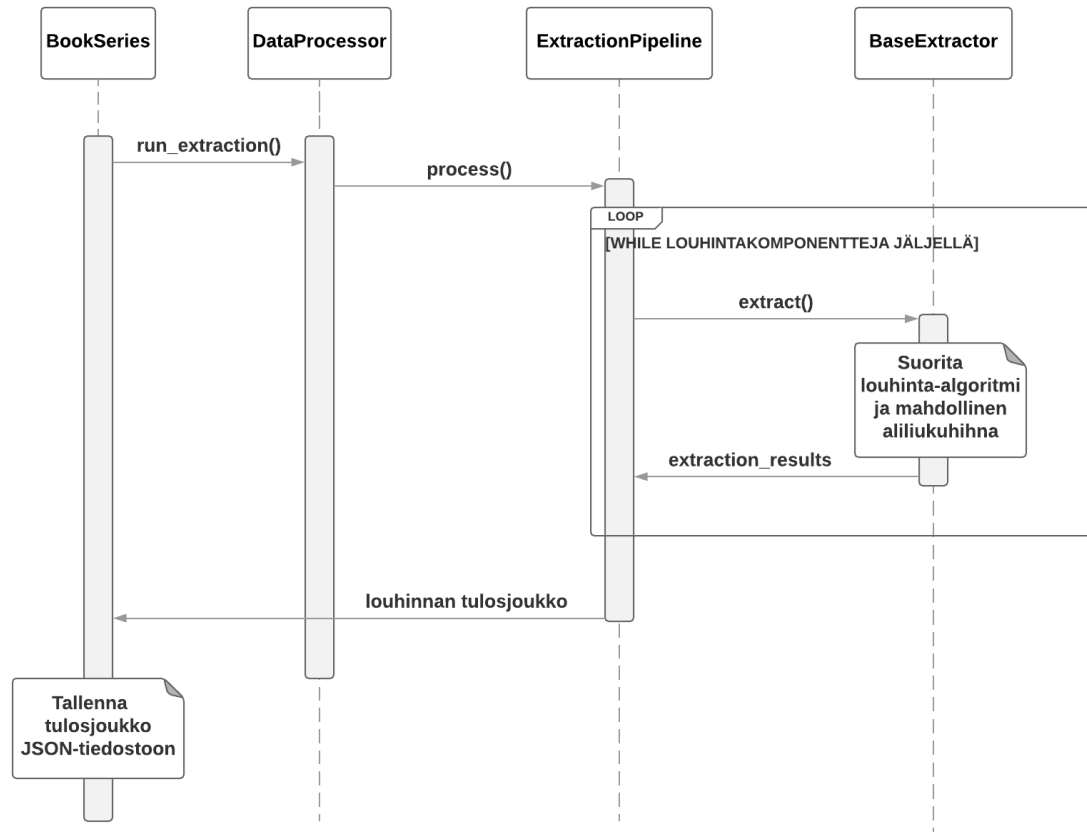 BookSeries
DataProcessor
ExtractionPipeline
BaseExtractor
run_extraction()
process()
LOOP
[WHILE LOUHINTAKOMPONENTTEJA JÄLJELLÄ]
extract()
Suorita
louhinta-algoritmi
ja mahdollinen
aliliukuhihna
extraction_results
louhinnan tulosjoukko
Tallenna
tulosjoukko
JSON-tiedostoon